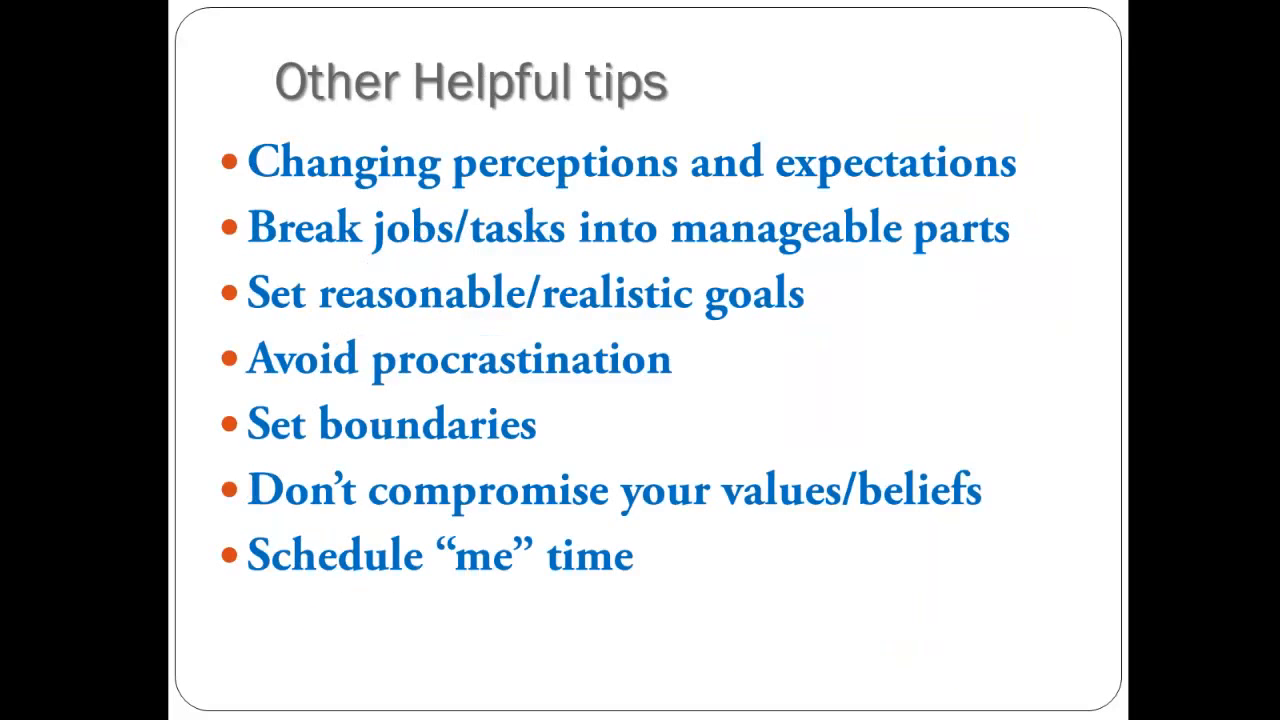 Other Helpful tips
• Changing perceptions and expectations
• Break jobs/tasks into manageable parts
• Set reasonable/realistic goals
• Avoid procrastination
• Set boundaries
• Don’t compromise your values/beliefs
• Schedule “me” time